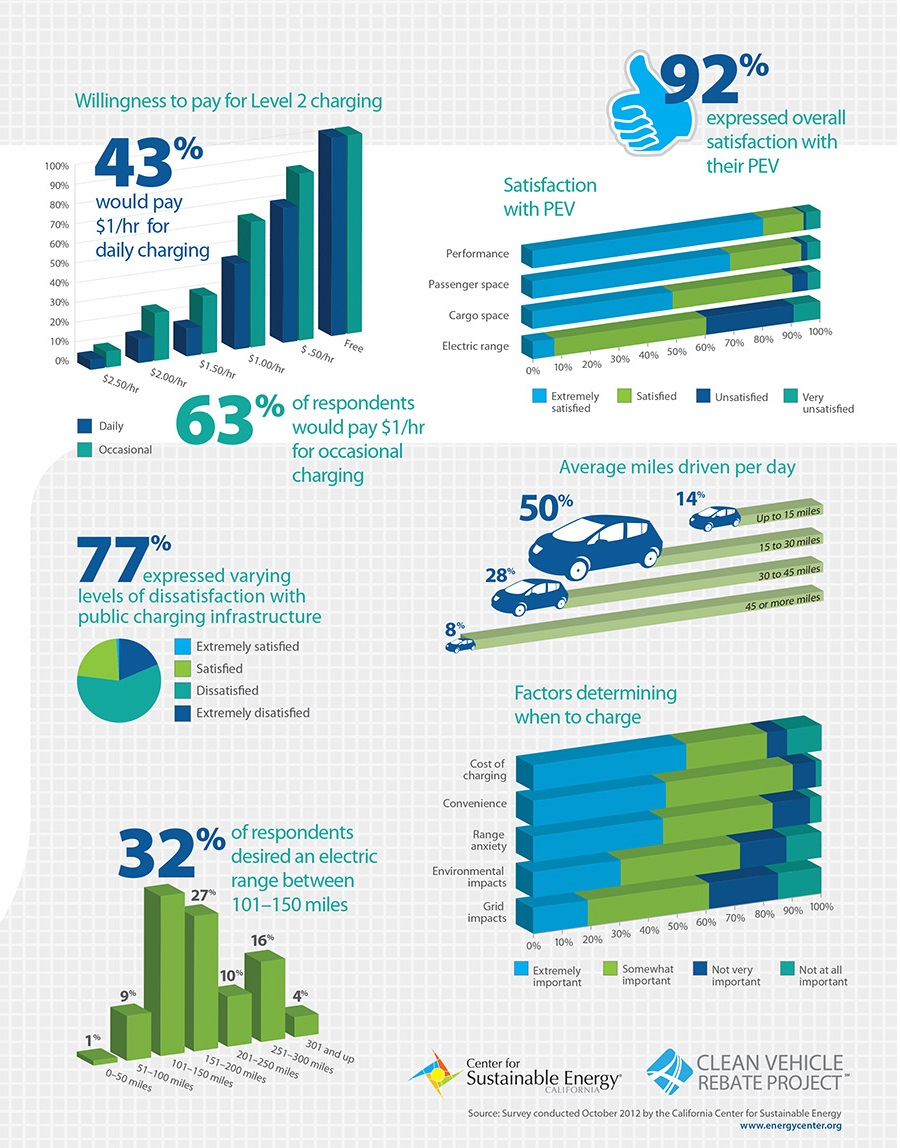 Willingness to pay for Level 2 charging
43%
would pay
$1/hr for
daily charging
100%
90%
80%
70%
60%
50%
40%
30%
20%
10%
0%
$2.50/hr
$2.00/hr
$1.50/hr
$1.00/hr
$ .50/hr
Free
Daily
Occasional
63%
of respondents
would pay $1/hr
for occasional
charging
92%
expressed overall
satisfaction with
their PEV
Satisfaction
with PEV
Performance
Passenger space
Cargo space
Electric range
0%
10%
20%
30%
40%
50%
60%
70%
80%
90%
100%
Extremely
satisfied
Satisfied
Unsatisfied
Very
unsatisfied
77%
expressed varying
levels of dissatisfaction with
public charging infrastructure
Extremely satisfied
Satisfied
Dissatisfied
Extremely disatisfied
Average miles driven per day
14%
Up to 15 miles
50%
15 to 30 miles
28%
30 to 45 miles
8%
45 or more miles
Factors determining
when to charge
Cost of
charging
Convenience
Range
anxiety
Environmental
impacts
Grid
impacts
0%
10%
20%
30%
40%
50%
60%
70%
80%
90%
100%
Extremely
important
Somewhat
important
Not very
important
Not at all
important
32%
of respondents
desired an electric
range between
101–150 miles
1%
9%
27%
10%
16%
4%
0–50 miles
51–100 miles
101–150 miles
151–200 miles
201–250 miles
251–300 miles
301 and up
Center for
Sustainable Energy®
CALIFORNIA
CLEAN VEHICLE
REBATE PROJECT™
Source: Survey conducted October 2012 by the California Center for Sustainable Energy
www.energycenter.org